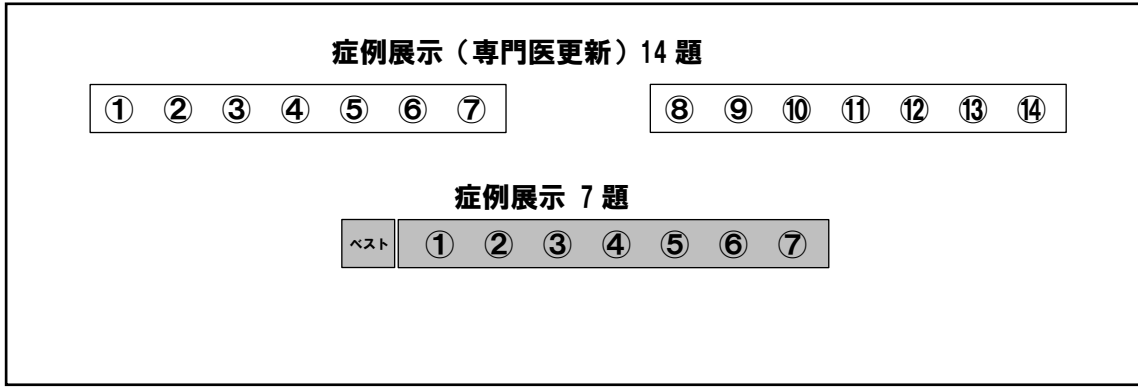 症例展示（専門医更新）14 題
① ② ③ ④ ⑤ ⑥ ⑦ ⑧ ⑨ ⑩ ⑪ ⑫ ⑬ ⑭
症例展示 7 題
ベスト ① ② ③ ④ ⑤ ⑥ ⑦